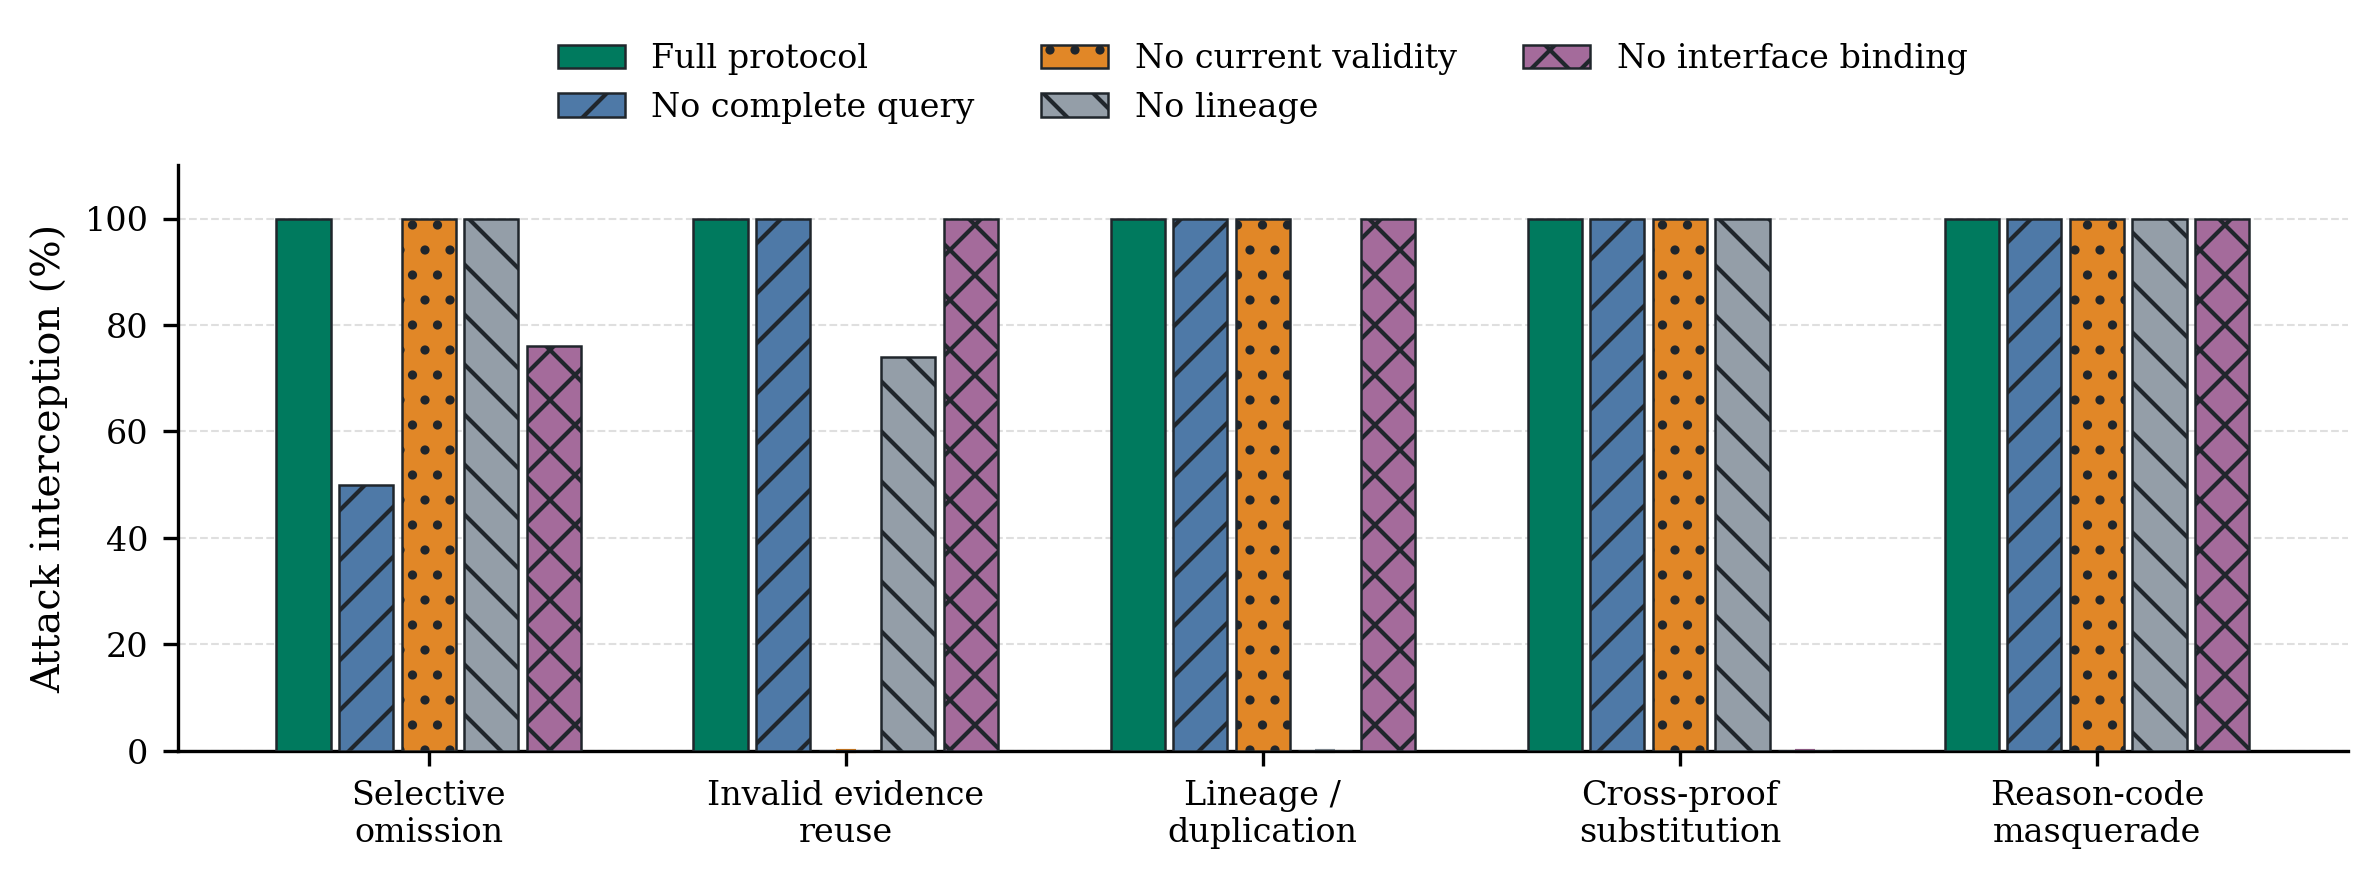 Full protocol
No complete query
No current validity
No lineage
No interface binding
Attack interception (%)
100
80
60
40
20
0
Selective
omission
Invalid evidence
reuse
Lineage /
duplication
Cross-proof
substitution
Reason-code
masquerade